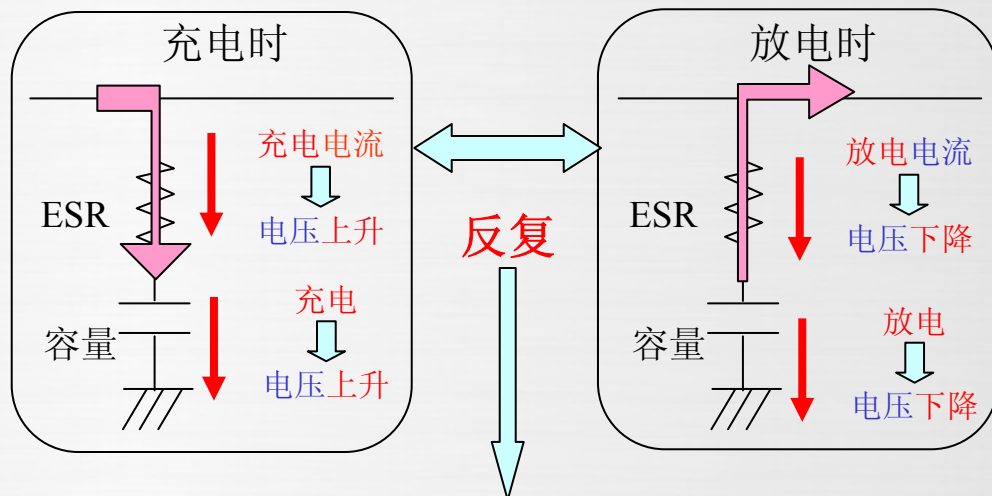 充电时
充电电流
ESR
电压上升
充电
容量
电压上升
反复
放电时
放电电流
ESR
电压下降
放电
容量
电压下降